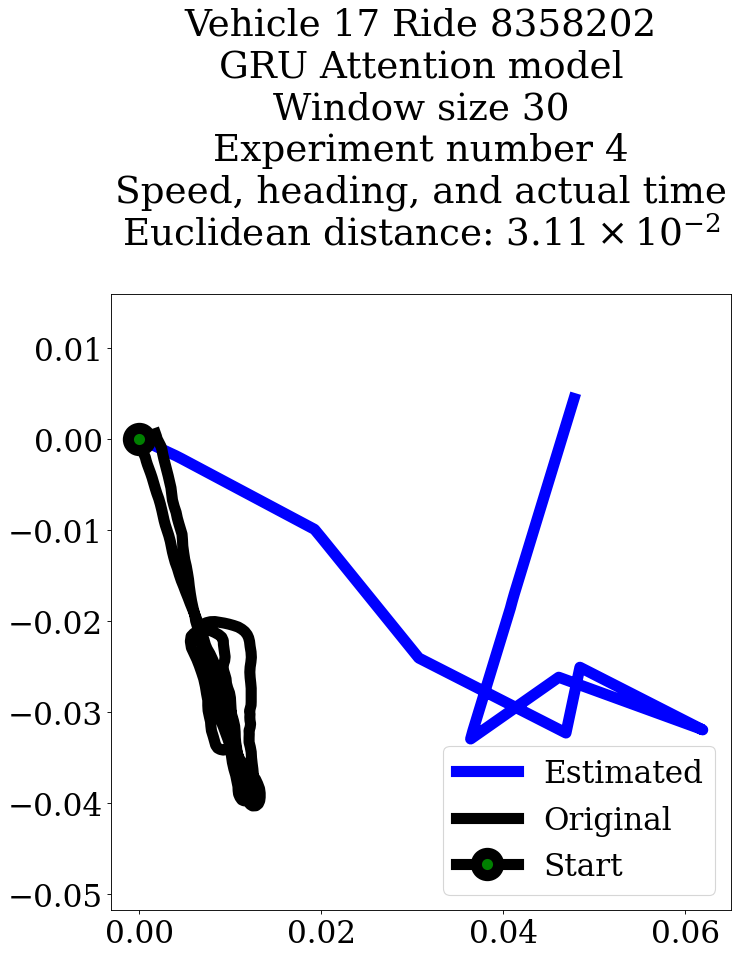 Vehicle 17 Ride 8358202
GRU Attention model
Window size 30
Experiment number 4
Speed, heading, and actual time
Euclidean distance: 3.11 × 10⁻²
0.01
0.00
−0.01
−0.02
−0.03
−0.04
−0.05
Estimated
Original
Start
0.00 0.02 0.04 0.06